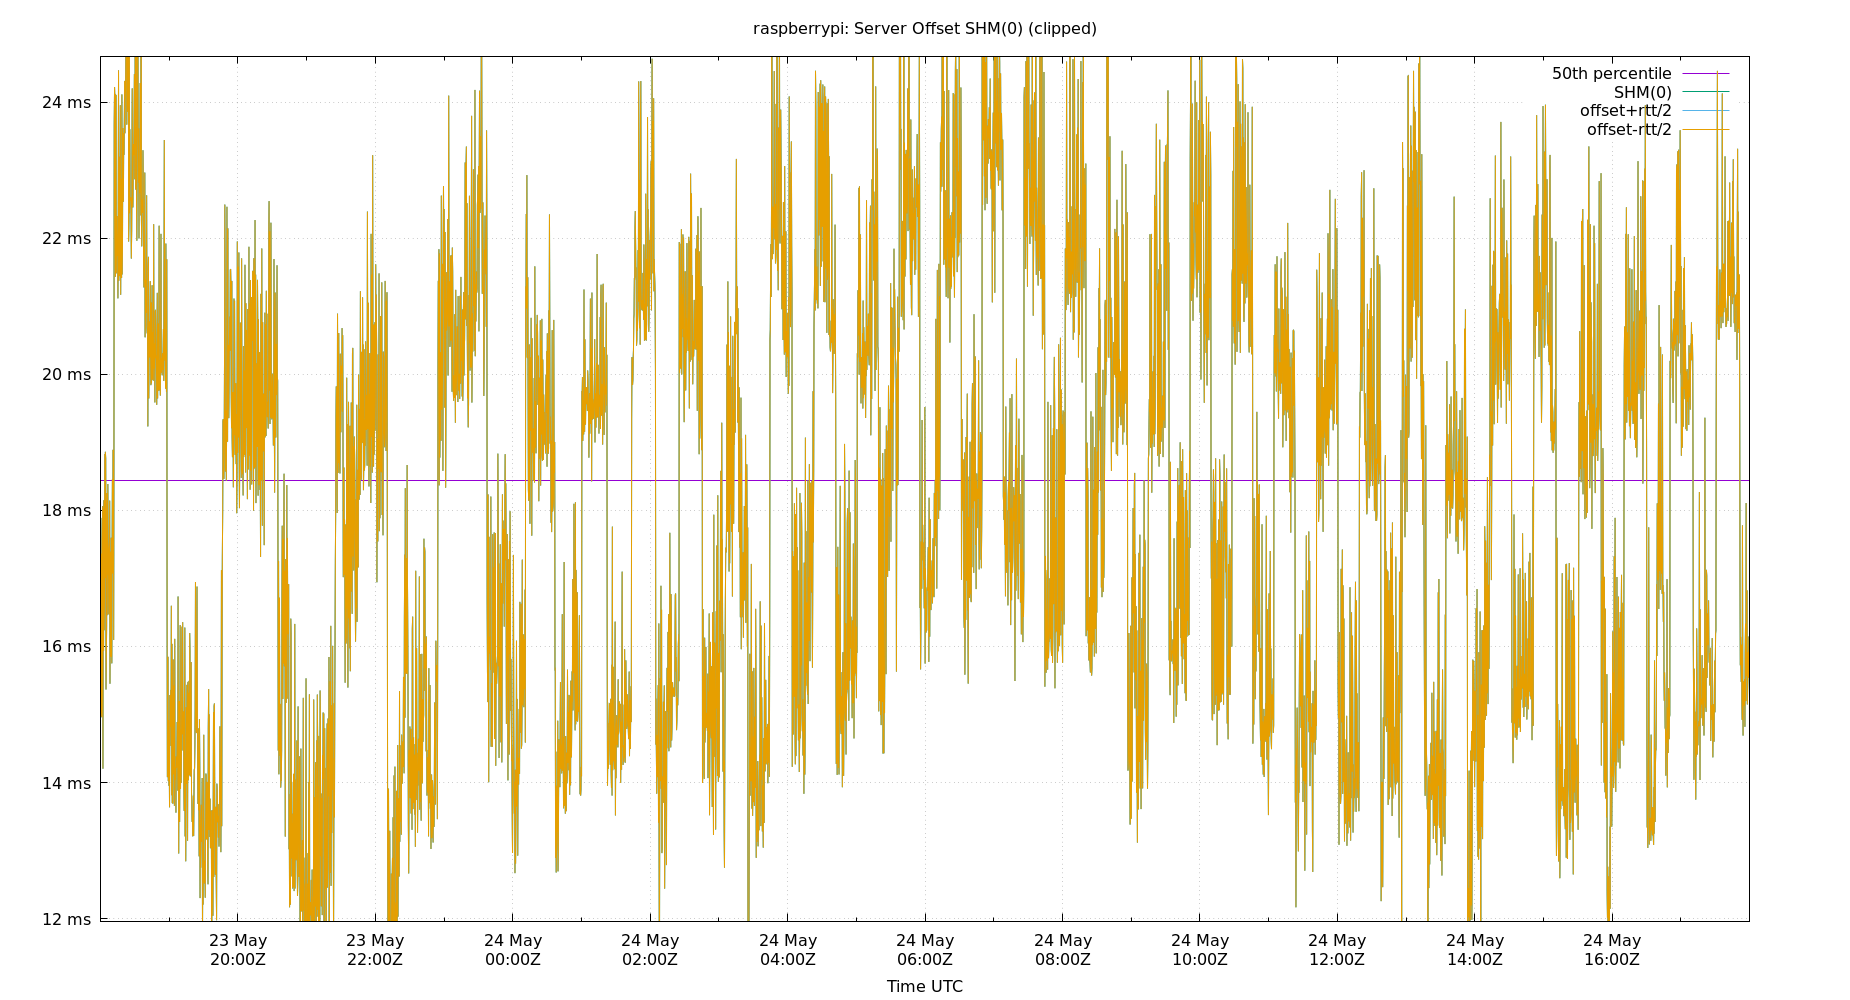 raspberrypi: Server Offset SHM(0) (clipped)
50th percentile
SHM(0)
offset+rtt/2
offset-rtt/2
24 ms
22 ms
20 ms
18 ms
16 ms
14 ms
12 ms
23 May 23 May 24 May 24 May 24 May 24 May 24 May 24 May 24 May 24 May 24 May
20:00Z 22:00Z 00:00Z 02:00Z 04:00Z 06:00Z 08:00Z 10:00Z 12:00Z 14:00Z 16:00Z
Time UTC